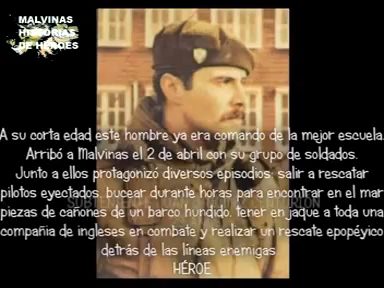 MALVINAS
HISTORIAS
DE HEROES
A su corta edad este hombre ya era comando de la mejor escuela.
Arribó a Malvinas el 2 de abril con su grupo de soldados.
Junto a ellos protagonizó diversos episodios: salir a rescatar
pilotos eyectados, bucear durante horas para encontrar en el mar
piezas de cañones de un barco hundido, tener en jaque a toda una
compañia de ingleses en combate y realizar un rescate epopéyico
detrás de las líneas enemigas.
HÉROE.